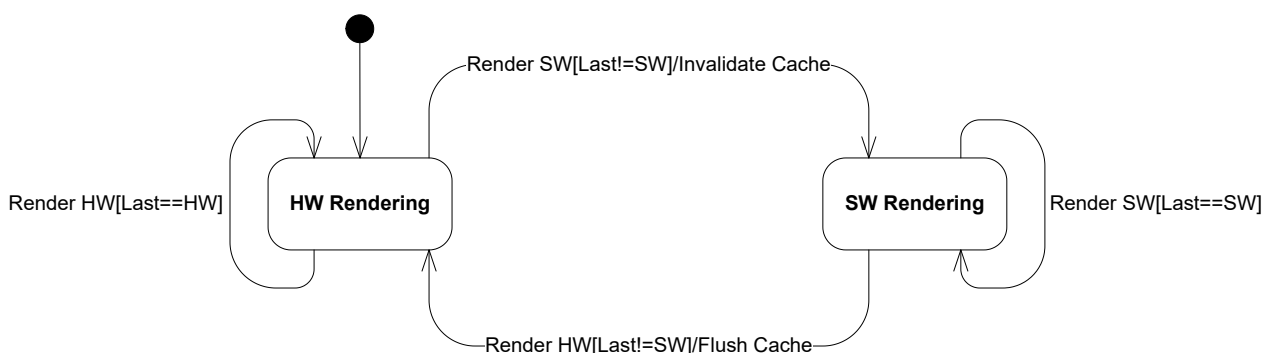 Render SW[Last!=SW]/Invalidate Cache
Render HW[Last==HW]
HW Rendering
SW Rendering
Render SW[Last==SW]
Render HW[Last!=SW]/Flush Cache